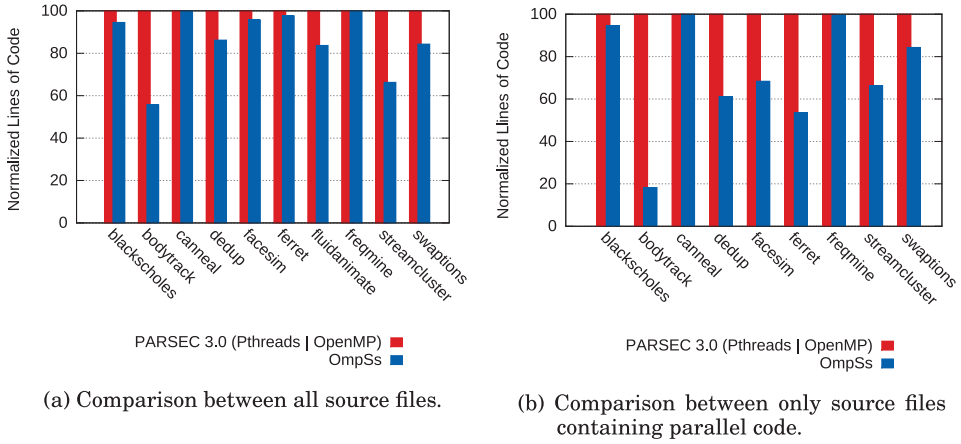 100
80
60
40
20
0
Normalized Llines of Code
blackscholes
bodytrack
canneal
dedup
facesim
ferret
fluidanimate
freqmine
streamcluster
swaptions
PARSEC 3.0 (Pthreads | OpenMP)
OmpSs
(a) Comparison between all source files.
100
80
60
40
20
0
Normalized Llines of Code
blackscholes
bodytrack
canneal
dedup
facesim
ferret
freqmine
streamcluster
swaptions
PARSEC 3.0 (Pthreads | OpenMP)
OmpSs
(b) Comparison between only source files
containing parallel code.